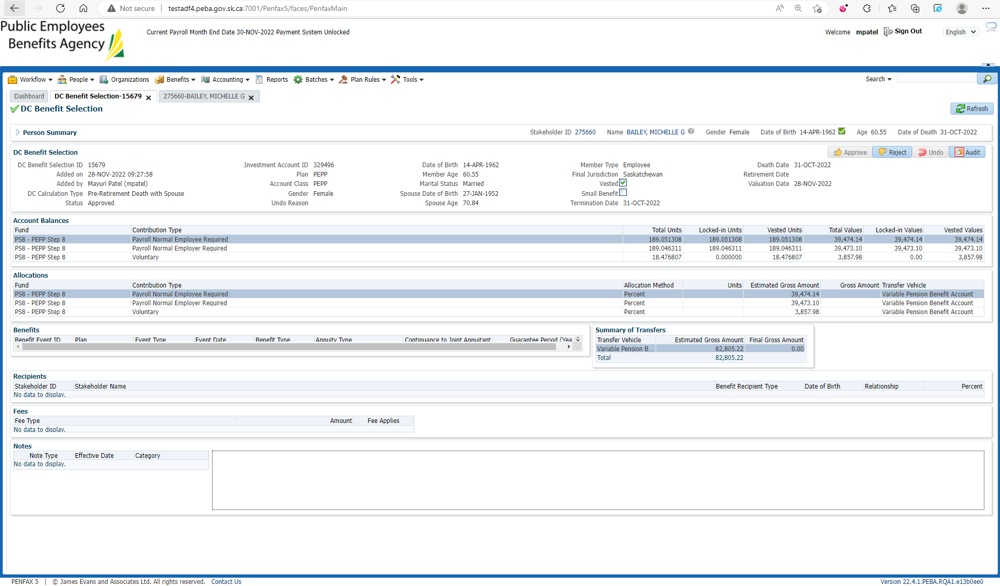 Not secure
testadf4.peba.gov.sk.ca:7001/Penfax5/faces/PenfaxMain
Public Employees
Benefits Agency
Current Payroll Month End Date 30-NOV-2022 Payment System Unlocked
Welcome mpatel Sign Out English
Workflow People Organizations Benefits Accounting Reports Batches Plan Rules Tools Search
Dashboard DC Benefit Selection-15679 275660-BAILEY, MICHELLE G
DC Benefit Selection Refresh
Person Summary Stakeholder ID 275660 Name BAILEY, MICHELLE G Gender Female Date of Birth 14-APR-1962 Age 60.55 Date of Death 31-OCT-2022
DC Benefit Selection Approve Reject Undo Audit
DC Benefit Selection ID 15679 Investment Account ID 329496 Date of Birth 14-APR-1962 Member Type Employee Death Date 31-OCT-2022
Added on 28-NOV-2022 09:27:58 Plan PEPP Member Age 60.55 Final Jurisdiction Saskatchewan Retirement Date
Added by Mayuri Patel (mpatel) Account Class PEPP Marital Status Married Vested Valuation Date 28-NOV-2022
DC Calculation Type Pre-Retirement Death with Spouse Gender Female Spouse Date of Birth 27-JAN-1952 Small Benefit
Status Approved Undo Reason Spouse Age 70.84 Termination Date 31-OCT-2022
Account Balances
Fund Contribution Type Total Units Locked-in Units Vested Units Total Values Locked-in Values Vested Values
PS8 - PEPP Step 8 Payroll Normal Employee Required 189.051308 189.051308 189.051308 39,474.14 39,474.14 39,474.14
PS8 - PEPP Step 8 Payroll Normal Employer Required 189.046311 189.046311 189.046311 39,473.10 39,473.10 39,473.10
PS8 - PEPP Step 8 Voluntary 18.476807 0.000000 18.476807 3,857.98 0.00 3,857.98
Allocations
Fund Contribution Type Allocation Method Units Estimated Gross Amount Gross Amount Transfer Vehicle
PS8 - PEPP Step 8 Payroll Normal Employee Required Percent 39,474.14 Variable Pension Benefit Account
PS8 - PEPP Step 8 Payroll Normal Employer Required Percent 39,473.10 Variable Pension Benefit Account
PS8 - PEPP Step 8 Voluntary Percent 3,857.98 Variable Pension Benefit Account
Benefits
Benefit Event ID Plan Event Type Event Date Benefit Type Annuity Type Continuance to Joint Annuitant Guarantee Period (Yea
Summary of Transfers
Transfer Vehicle Estimated Gross Amount Final Gross Amount
Variable Pension B... 82,805.22 0.00
Total 82,805.22
Recipients
Stakeholder ID Stakeholder Name Benefit Recipient Type Date of Birth Relationship Percent
No data to display.
Fees
Fee Type Amount Fee Applies
No data to display.
Notes
Note Type Effective Date Category
No data to display.
PENFAX 5 | © James Evans and Associates Ltd. All rights reserved. Contact Us Version 22.4.1.PEBA.RQA1.e13b0ee0